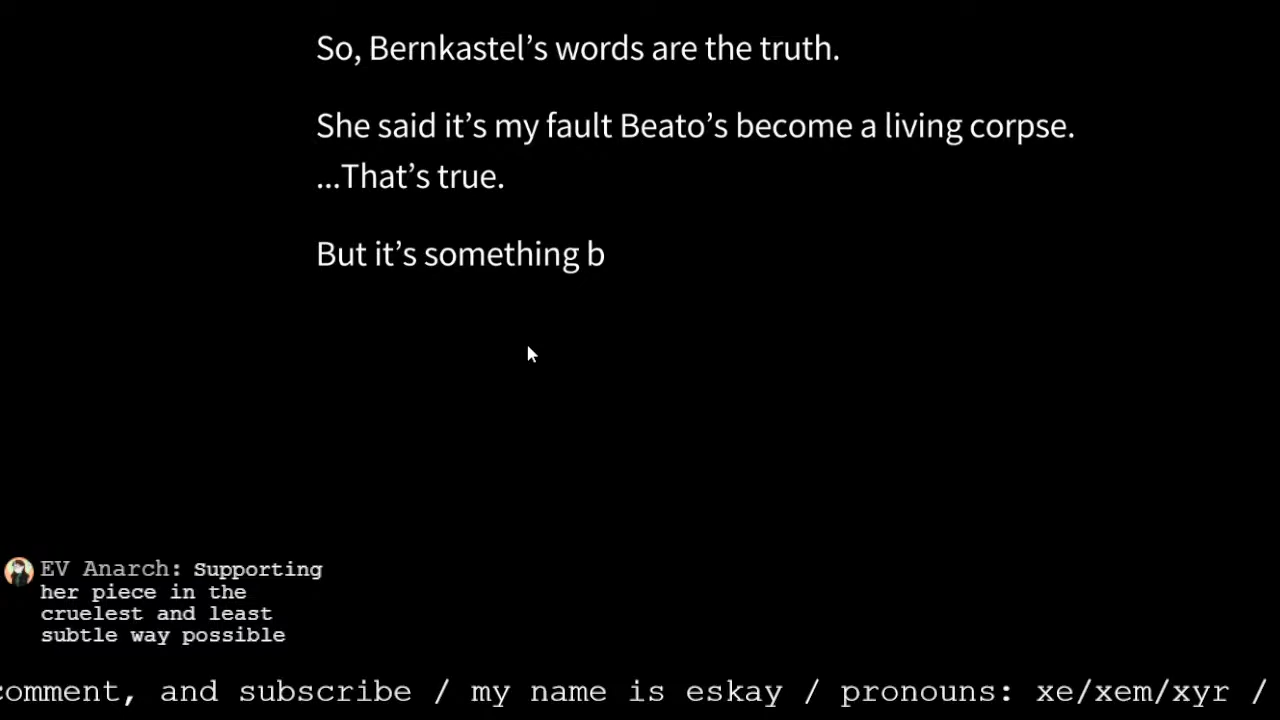 So, Bernkastel’s words are the truth.
She said it’s my fault Beato’s become a living corpse.
...That’s true.
But it’s something b
EV Anarch: Supporting
her piece in the
cruelest and least
subtle way possible
comment, and subscribe / my name is eskay / pronouns: xe/xem/xyr /